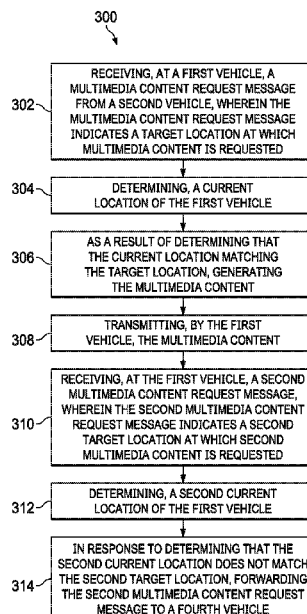 300
302
RECEIVING, AT A FIRST VEHICLE, A
MULTIMEDIA CONTENT REQUEST MESSAGE
FROM A SECOND VEHICLE, WHEREIN THE
MULTIMEDIA CONTENT REQUEST MESSAGE
INDICATES A TARGET LOCATION AT WHICH
MULTIMEDIA CONTENT IS REQUESTED
304
DETERMINING, A CURRENT
LOCATION OF THE FIRST VEHICLE
306
AS A RESULT OF DETERMINING THAT
THE CURRENT LOCATION MATCHING
THE TARGET LOCATION, GENERATING
THE MULTIMEDIA CONTENT
308
TRANSMITTING, BY THE FIRST
VEHICLE, THE MULTIMEDIA CONTENT
310
RECEIVING, AT THE FIRST VEHICLE, A SECOND
MULTIMEDIA CONTENT REQUEST MESSAGE,
WHEREIN THE SECOND MULTIMEDIA CONTENT
REQUEST MESSAGE INDICATES A SECOND
TARGET LOCATION AT WHICH SECOND
MULTIMEDIA CONTENT IS REQUESTED
312
DETERMINING, A SECOND CURRENT
LOCATION OF THE FIRST VEHICLE
314
IN RESPONSE TO DETERMINING THAT THE
SECOND CURRENT LOCATION DOES NOT MATCH
THE SECOND TARGET LOCATION, FORWARDING
THE SECOND MULTIMEDIA CONTENT REQUEST
MESSAGE TO A FOURTH VEHICLE